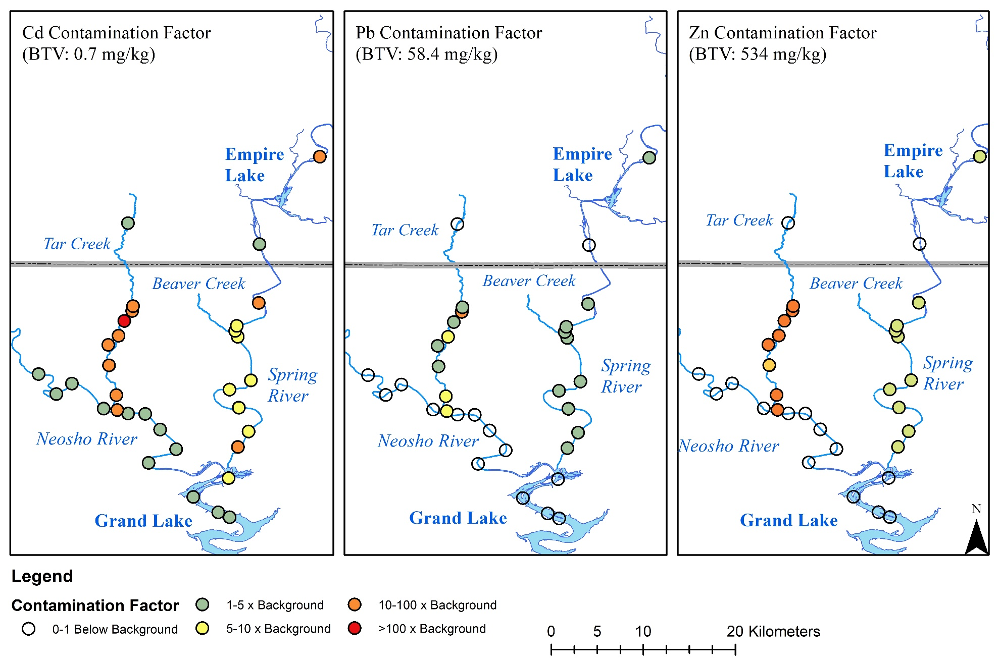 Cd Contamination Factor
(BTV: 0.7 mg/kg)
Empire
Lake
Tar Creek
Beaver Creek
Spring
River
Neosho River
Grand Lake
Pb Contamination Factor
(BTV: 58.4 mg/kg)
Empire
Lake
Tar Creek
Beaver Creek
Spring
River
Neosho River
Grand Lake
Zn Contamination Factor
(BTV: 534 mg/kg)
Empire
Lake
Tar Creek
Beaver Creek
Spring
River
Neosho River
Grand Lake
N
Legend
Contamination Factor
0-1 Below Background
1-5 x Background
5-10 x Background
10-100 x Background
>100 x Background
0 5 10 20 Kilometers